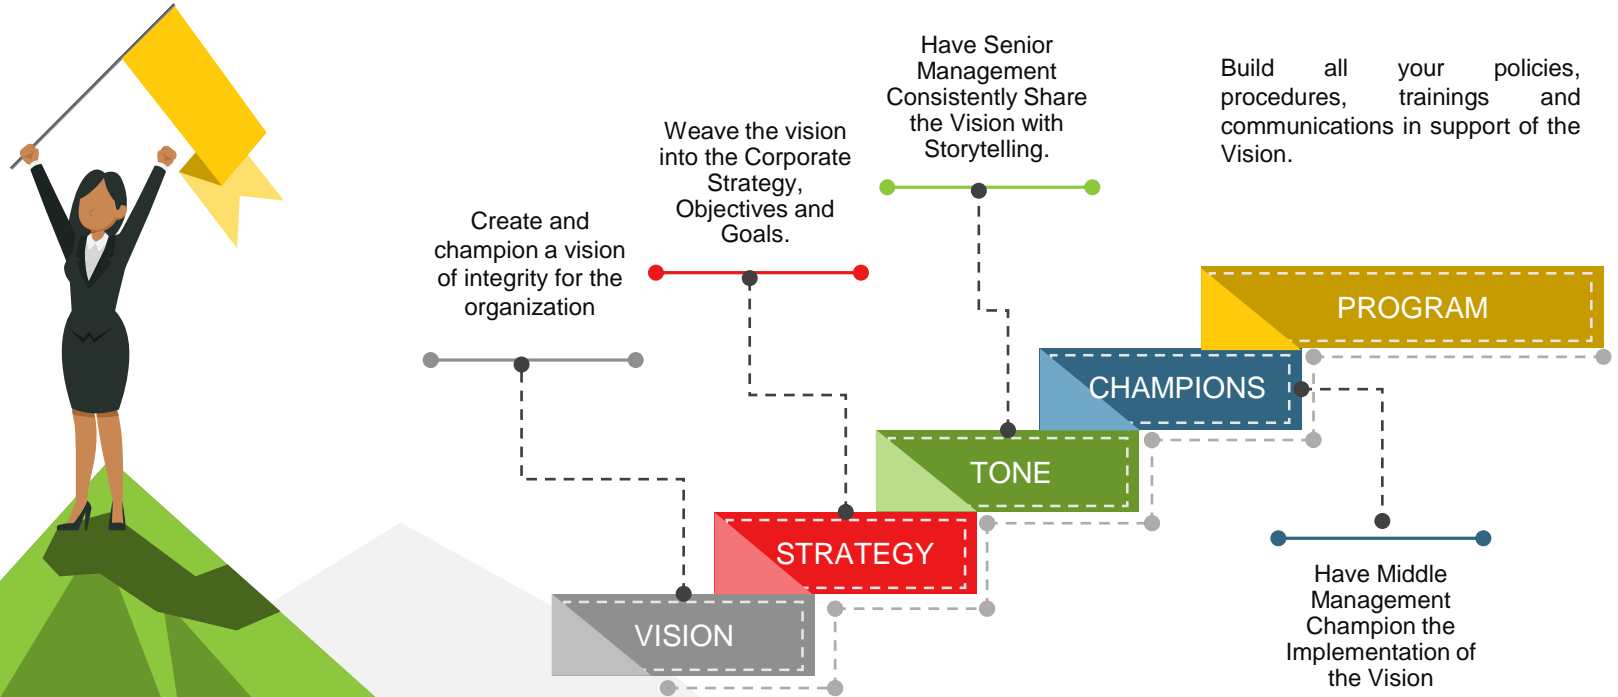 Have Senior
Management
Consistently Share
the Vision with
Storytelling.
Build all your policies,
procedures, trainings and
communications in support of the
Vision.
Weave the vision
into the Corporate
Strategy,
Objectives and
Goals.
Create and
champion a vision
of integrity for the
organization
PROGRAM
CHAMPIONS
TONE
STRATEGY
VISION
Have Middle
Management
Champion the
Implementation of
the Vision